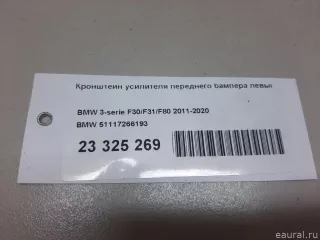 Кронштейн усилителя переднего бампера левый
BMW 3-serie F30/F31/F80 2011-2020
BMW 51117266193
23 325 269
eaural.ru